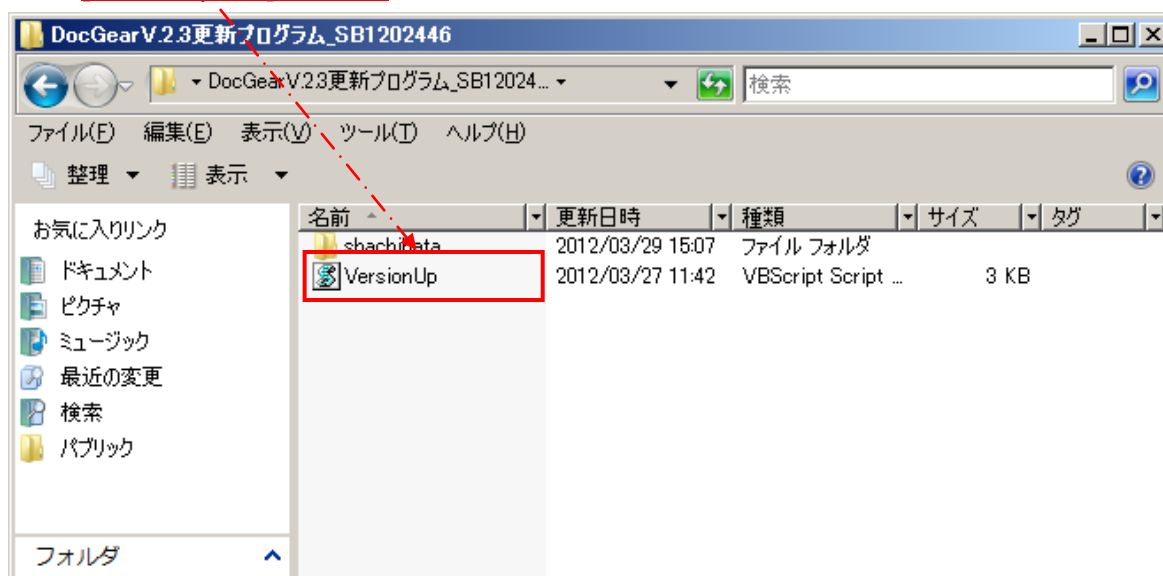 DocGearV.2.3更新プログラム_SB1202446
DocGearV.2.3更新プログラム_SB12024...
検索
ファイル(F) 編集(E) 表示(V) ツール(T) ヘルプ(H)
整理 表示
お気に入りリンク
ドキュメント
ピクチャ
ミュージック
最近の変更
検索
パブリック
フォルダ
名前 更新日時 種類 サイズ タグ
shachihata 2012/03/29 15:07 ファイル フォルダ
VersionUp 2012/03/27 11:42 VBScript Script ... 3 KB